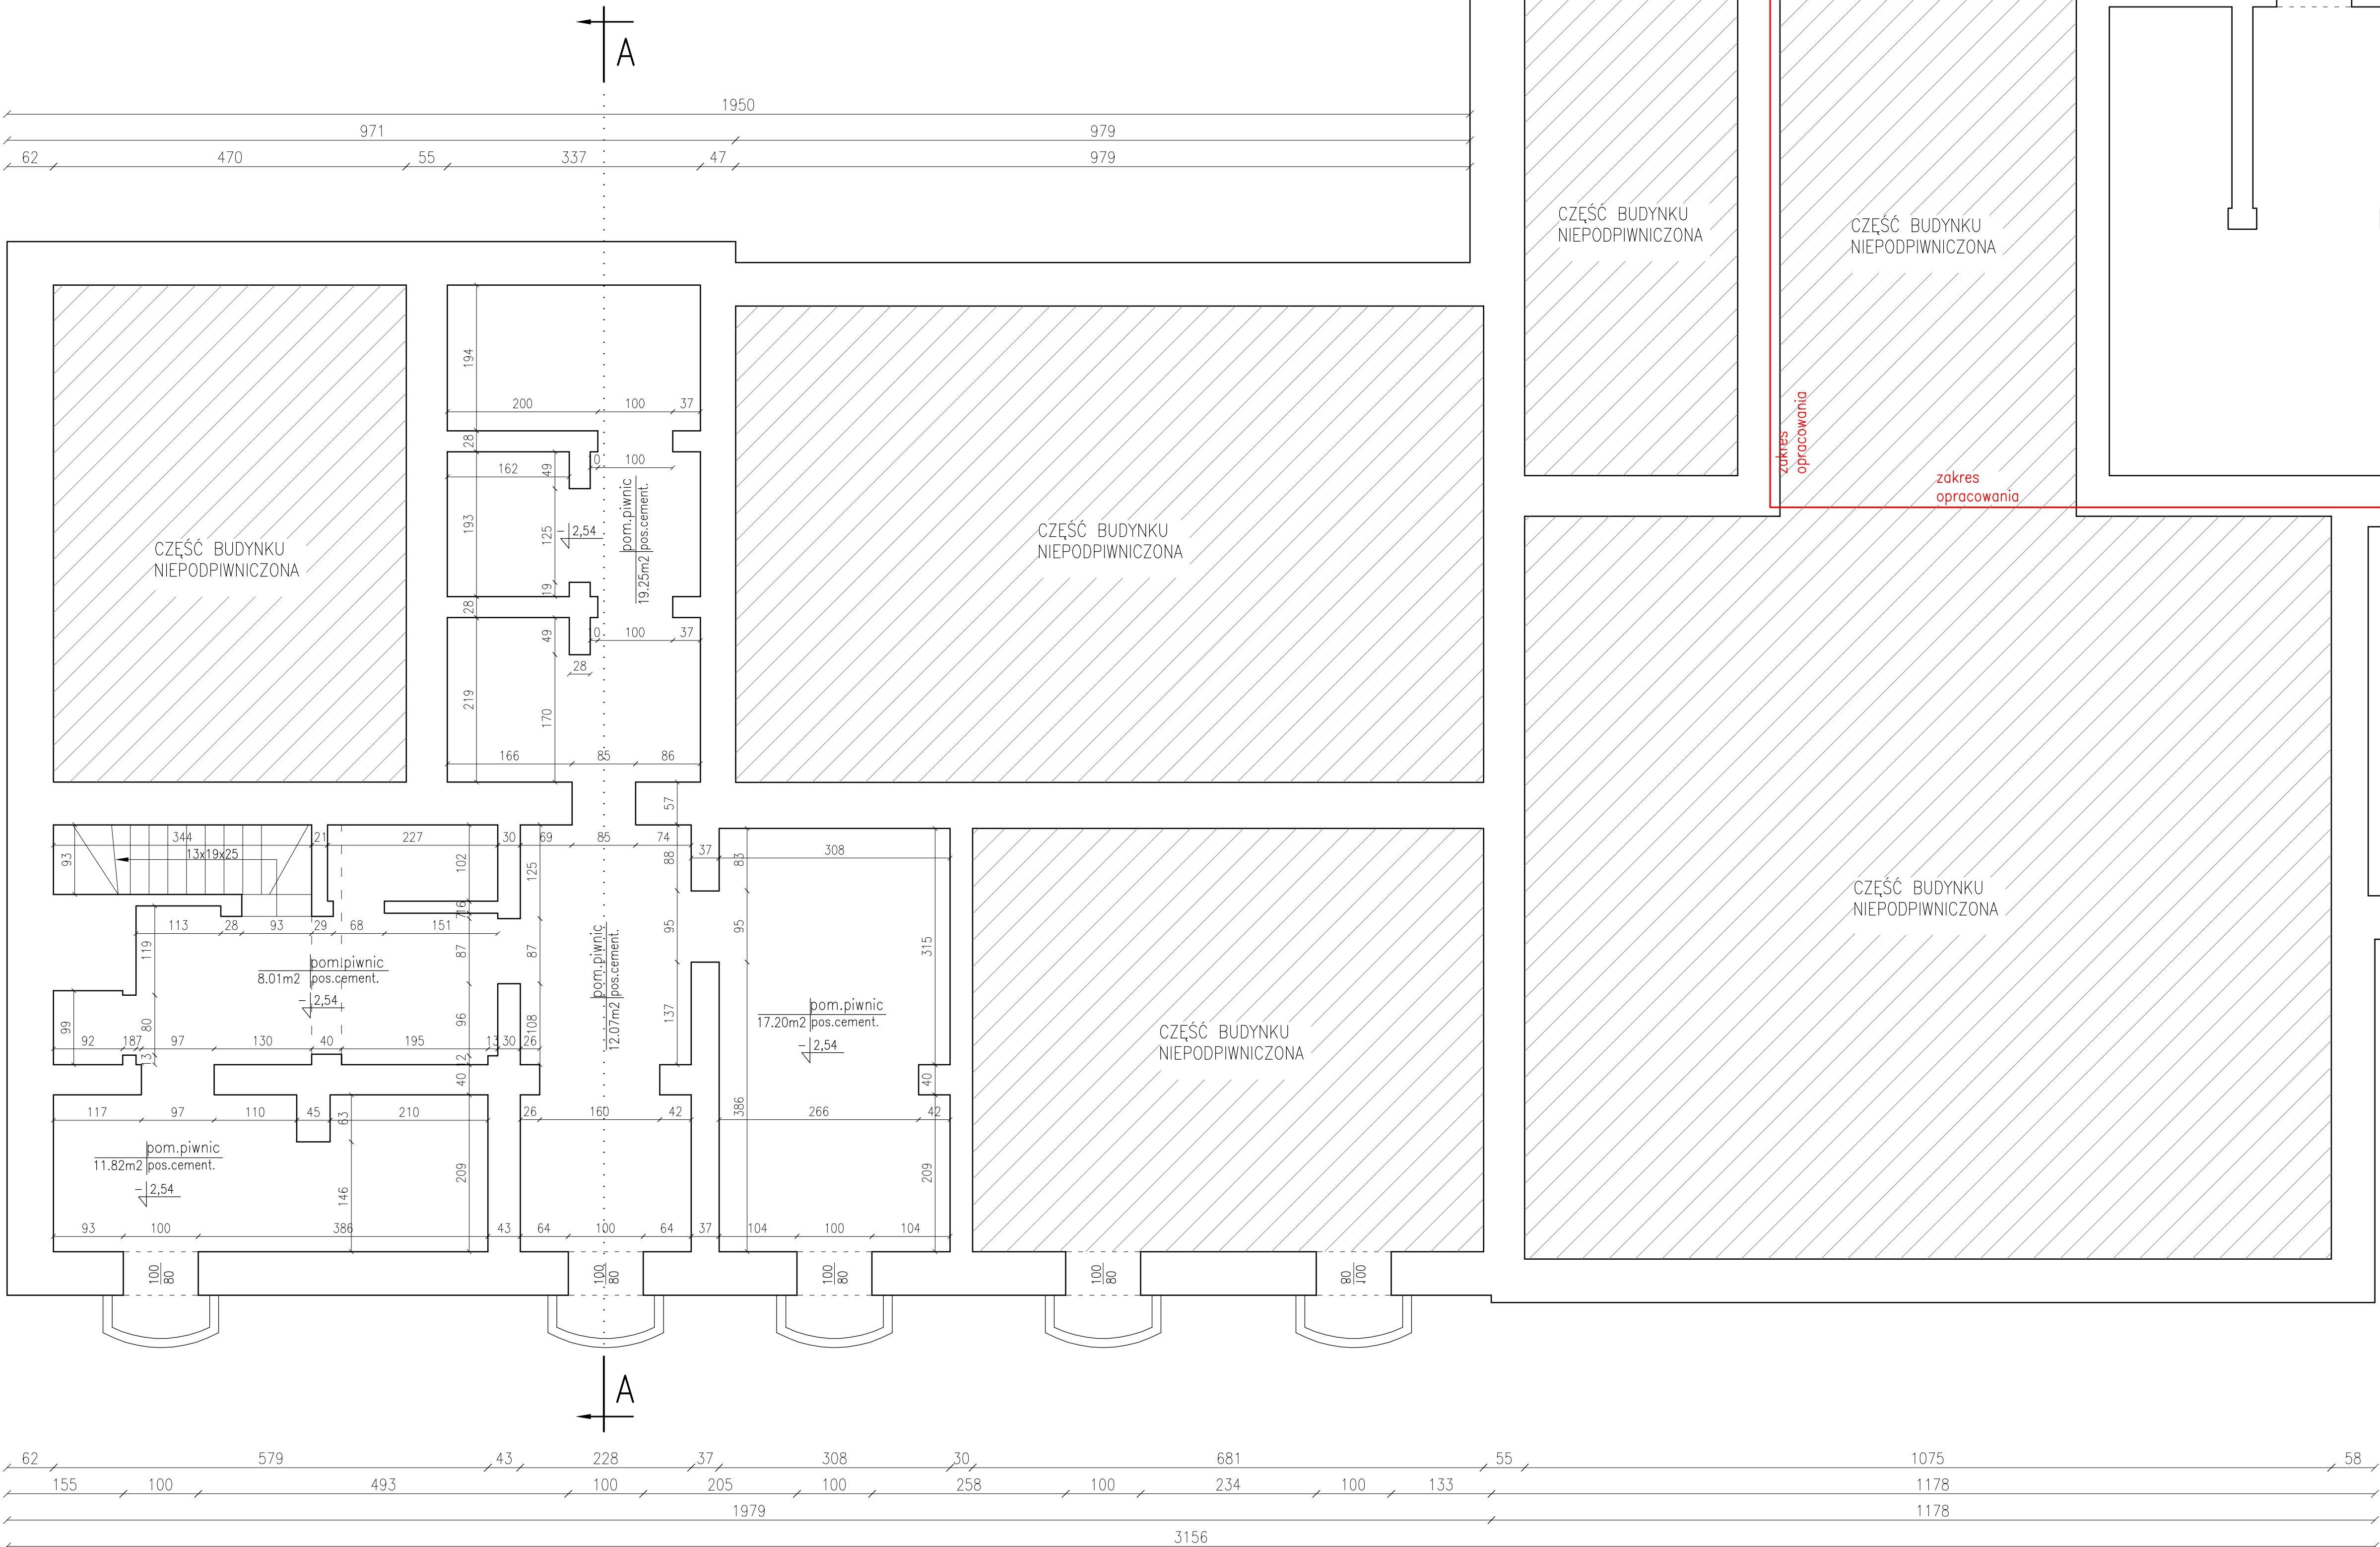 A
1950
971 979
62 470 55 337 47 979
CZĘŚĆ BUDYNKU
NIEPODPIWNICZONA
CZĘŚĆ BUDYNKU
NIEPODPIWNICZONA
zakres
opracowania
zakres
opracowania
194
200 100 37
28
162 49 10 100
193 125
- 2,54
pom.piwnic
19.25m2 pos.cement.
19
28
49 10 100 37
28
219 170
166 85 86
CZĘŚĆ BUDYNKU
NIEPODPIWNICZONA
CZĘŚĆ BUDYNKU
NIEPODPIWNICZONA
57
344 21 227 30 69 85 74
13x19x25
93 102 125 88 37 83 308
16
7
113 28 93 29 68 151
119 87 87 95 95 315
pom.piwnic
8.01m2 pos.cement.
- 2,54
pom.piwnic
12.07m2 pos.cement.
pom.piwnic
17.20m2 pos.cement.
- 2,54
CZĘŚĆ BUDYNKU
NIEPODPIWNICZONA
CZĘŚĆ BUDYNKU
NIEPODPIWNICZONA
99 80 96 108 137
92 18 7 97 130 40 195 13 30 26
13 12
40 40
117 97 110 45 210 26 160 42 266 42
63 386
pom.piwnic
11.82m2 pos.cement.
- 2,54
146 209 209
93 100 386 43 64 100 64 37 104 100 104
100
80
100
80
100
80
100
80
100
80
A
62 579 43 228 37 308 30 681 55 1075 58
155 100 493 100 205 100 258 100 234 100 133 1178
1979 1178
3156